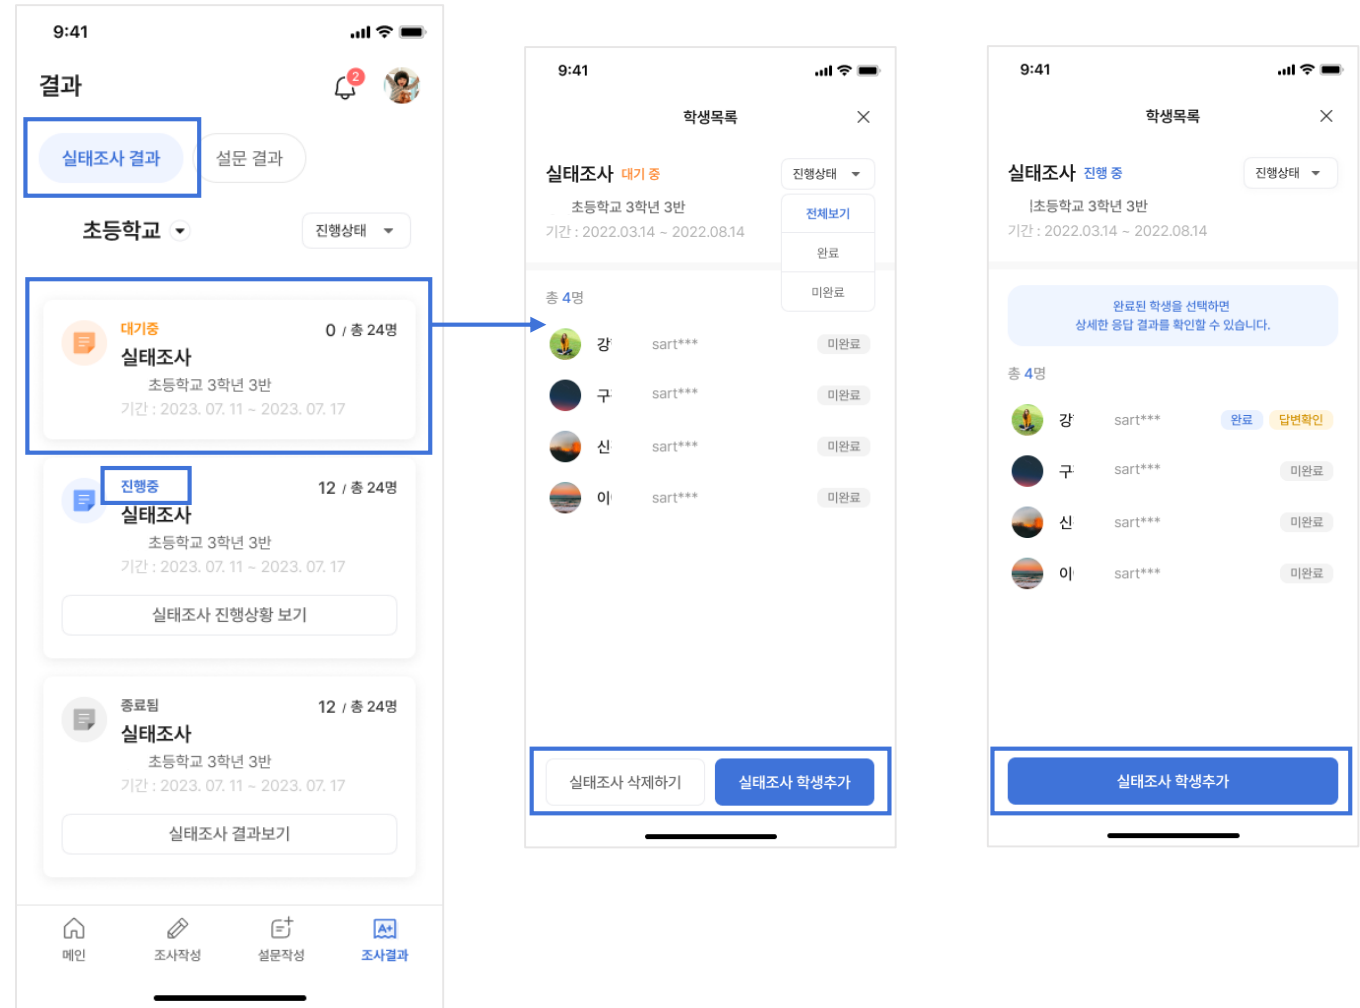 9:41
결과
2
실태조사 결과
설문 결과
초등학교
진행상태
대기중
0 / 총 24명
실태조사
초등학교 3학년 3반
기간 : 2023. 07. 11 ~ 2023. 07. 17
진행중
12 / 총 24명
실태조사
초등학교 3학년 3반
기간 : 2023. 07. 11 ~ 2023. 07. 17
실태조사 진행상황 보기
종료됨
12 / 총 24명
실태조사
초등학교 3학년 3반
기간 : 2023. 07. 11 ~ 2023. 07. 17
실태조사 결과보기
메인
조사작성
설문작성
A+
조사결과
9:41
학생목록
실태조사 대기 중
진행상태
초등학교 3학년 3반
기간 : 2022.03.14 ~ 2022.08.14
전체보기
완료
미완료
총 4명
강 sart*** 미완료
구 sart*** 미완료
신 sart*** 미완료
이 sart*** 미완료
실태조사 삭제하기
실태조사 학생추가
9:41
학생목록
실태조사 진행 중
진행상태
초등학교 3학년 3반
기간 : 2022.03.14 ~ 2022.08.14
완료된 학생을 선택하면
상세한 응답 결과를 확인할 수 있습니다.
총 4명
강 sart*** 완료 답변확인
구 sart*** 미완료
신 sart*** 미완료
이 sart*** 미완료
실태조사 학생추가